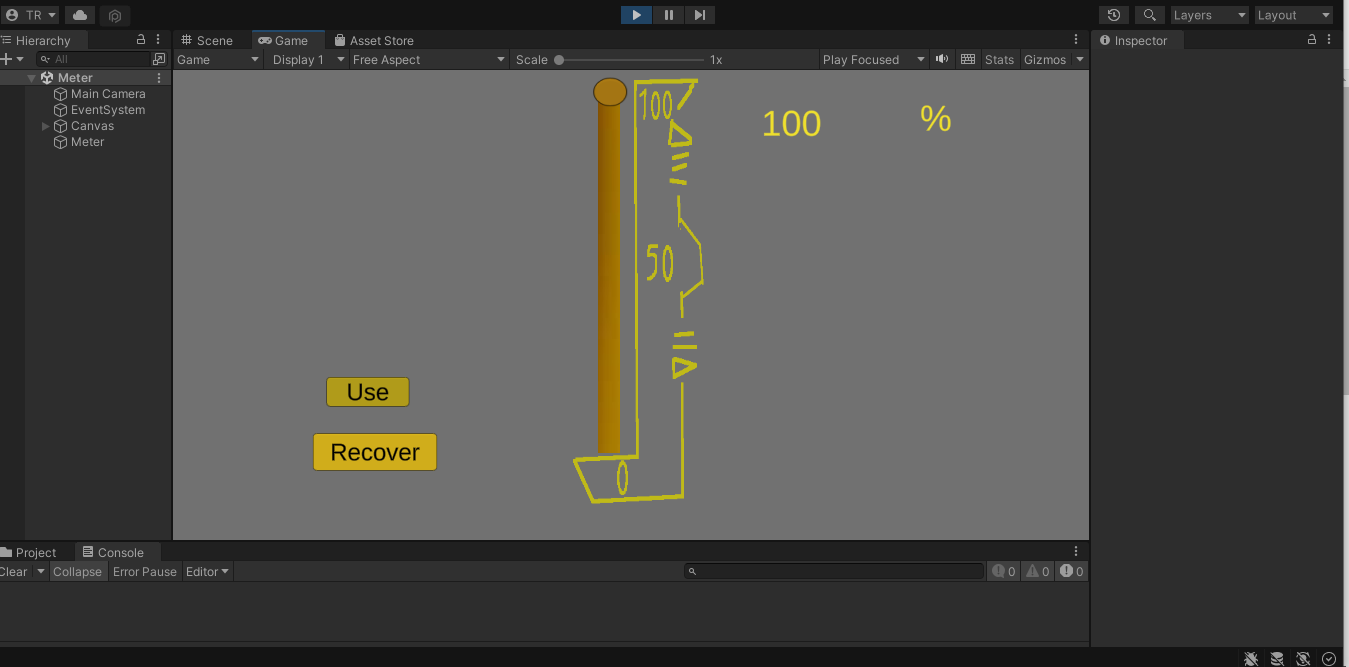 TR
Layers
Layout
Hierarchy
Scene
Game
Asset Store
Inspector
All
Game
Display 1
Free Aspect
Scale
1x
Play Focused
Stats
Gizmos
Meter
Main Camera
EventSystem
Canvas
Meter
100
100
%
50
Use
Recover
0
Project
Console
Clear
Collapse
Error Pause
Editor
0
0
0